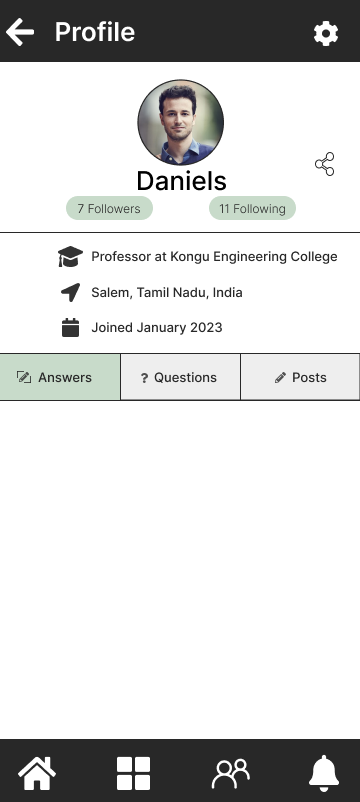 Profile
Daniels
7 Followers
11 Following
Professor at Kongu Engineering College
Salem, Tamil Nadu, India
Joined January 2023
Answers
? Questions
Posts